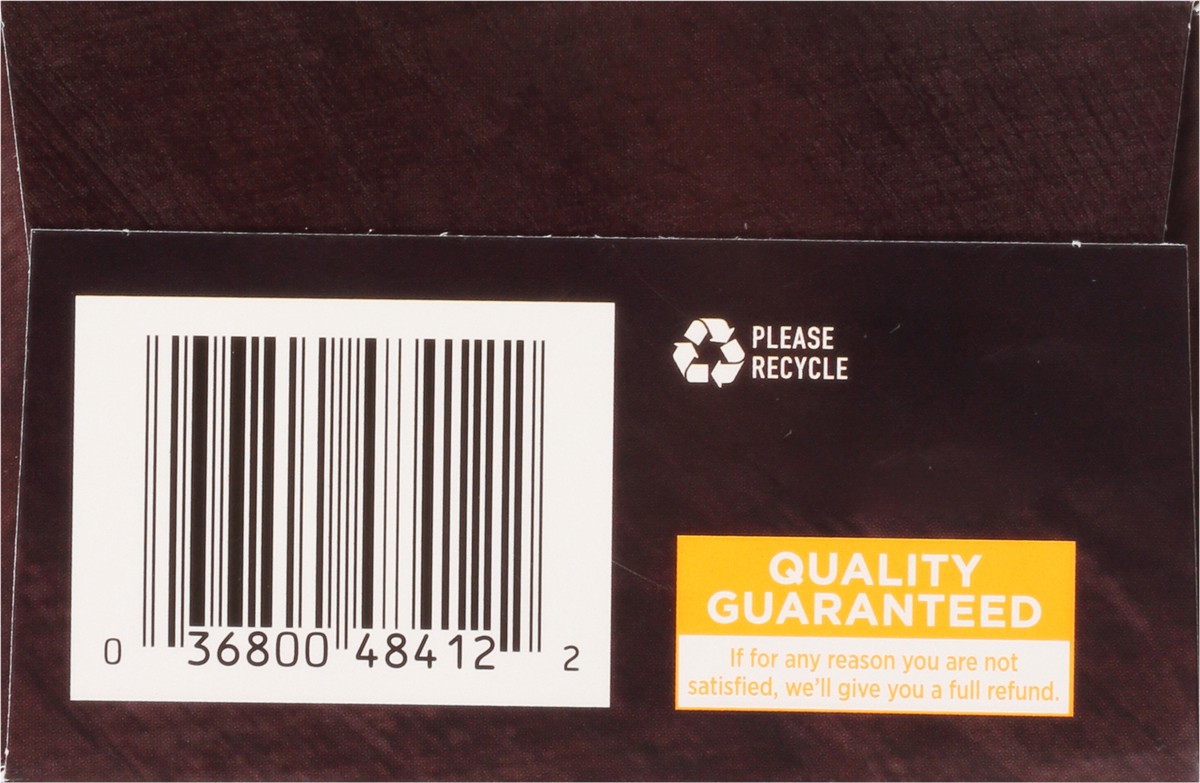 PLEASE
RECYCLE
QUALITY
GUARANTEED
If for any reason you are not
satisfied, we'll give you a full refund.
0 36800 48412 2